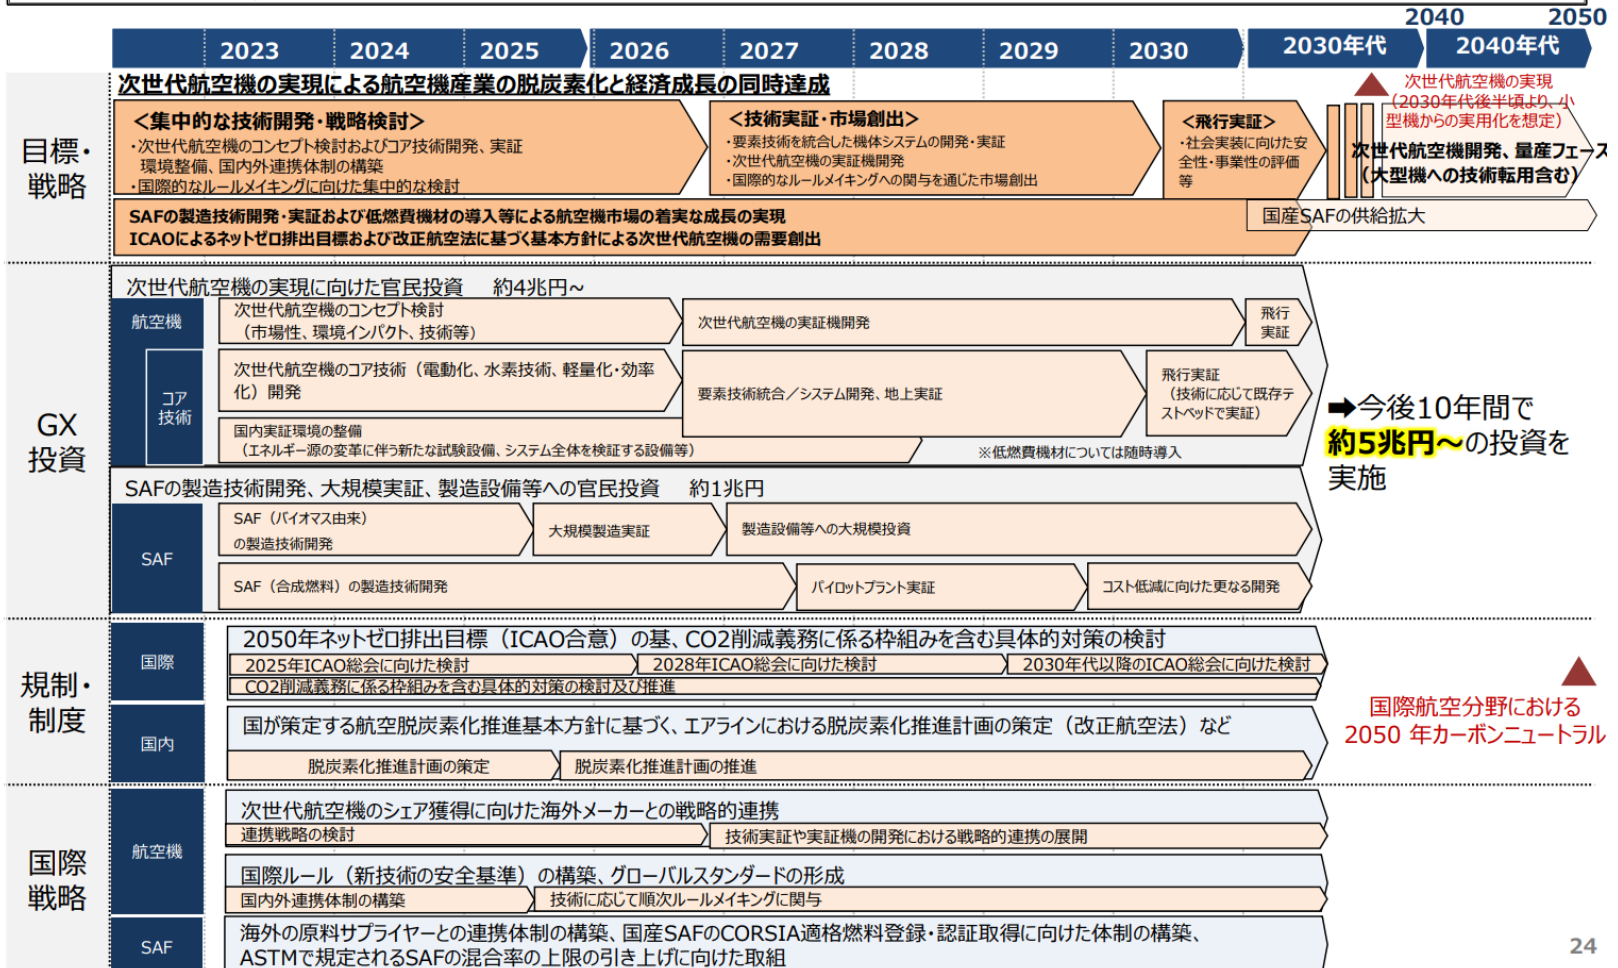 2040 2050
2023 2024 2025 2026 2027 2028 2029 2030 2030年代 2040年代
目標・
戦略
次世代航空機の実現による航空機産業の脱炭素化と経済成長の同時達成
＜集中的な技術開発・戦略検討＞
・次世代航空機のコンセプト検討およびコア技術開発、実証
環境整備、国内外連携体制の構築
・国際的なルールメイキングに向けた集中的な検討
＜技術実証・市場創出＞
・要素技術を統合した機体システムの開発・実証
・次世代航空機の実証機開発
・国際的なルールメイキングへの関与を通じた市場創出
＜飛行実証＞
・社会実装に向けた安
全性・事業性の評価
等
次世代航空機の実現
（2030年代後半頃より、小
型機からの実用化を想定）
次世代航空機開発、量産フェーズ
（大型機への技術転用含む）
SAFの製造技術開発・実証および低燃費機材の導入等による航空機市場の着実な成長の実現
ICAOによるネットゼロ排出目標および改正航空法に基づく基本方針による次世代航空機の需要創出
国産SAFの供給拡大
GX
投資
次世代航空機の実現に向けた官民投資 約4兆円～
航空機
次世代航空機のコンセプト検討
（市場性、環境インパクト、技術等）
次世代航空機の実証機開発
飛行
実証
コア
技術
次世代航空機のコア技術（電動化、水素技術、軽量化・効率
化）開発
要素技術統合／システム開発、地上実証
飛行実証
（技術に応じて既存テ
ストベッドで実証）
国内実証環境の整備
（エネルギー源の変革に伴う新たな試験設備、システム全体を検証する設備等）
※低燃費機材については随時導入
➡今後10年間で
約5兆円～の投資を
実施
SAFの製造技術開発、大規模実証、製造設備等への官民投資 約1兆円
SAF
SAF（バイオマス由来）
の製造技術開発
大規模製造実証
製造設備等への大規模投資
SAF（合成燃料）の製造技術開発
パイロットプラント実証
コスト低減に向けた更なる開発
規制・
制度
国際
2050年ネットゼロ排出目標（ICAO合意）の基、CO2削減義務に係る枠組みを含む具体的対策の検討
2025年ICAO総会に向けた検討
2028年ICAO総会に向けた検討
2030年代以降のICAO総会に向けた検討
CO2削減義務に係る枠組みを含む具体的対策の検討及び推進
国内
国が策定する航空脱炭素化推進基本方針に基づく、エアラインにおける脱炭素化推進計画の策定（改正航空法）など
脱炭素化推進計画の策定
脱炭素化推進計画の推進
国際航空分野における
2050 年カーボンニュートラル
国際
戦略
航空機
次世代航空機のシェア獲得に向けた海外メーカーとの戦略的連携
連携戦略の検討
技術実証や実証機の開発における戦略的連携の展開
国際ルール（新技術の安全基準）の構築、グローバルスタンダードの形成
国内外連携体制の構築
技術に応じて順次ルールメイキングに関与
SAF
海外の原料サプライヤーとの連携体制の構築、国産SAFのCORSIA適格燃料登録・認証取得に向けた体制の構築、
ASTMで規定されるSAFの混合率の上限の引き上げに向けた取組
24